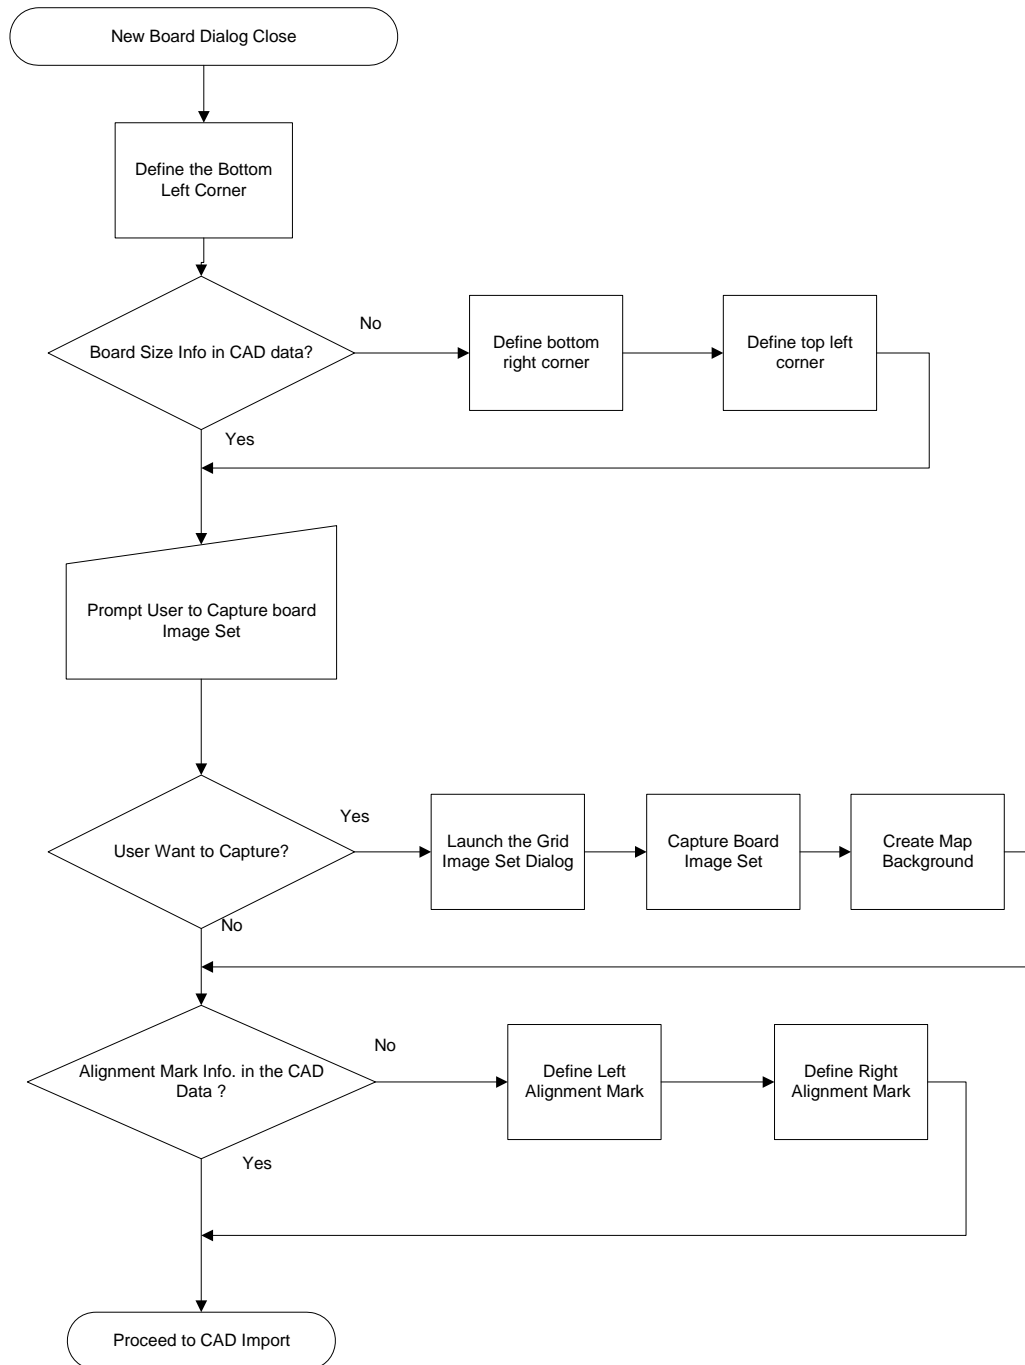 New Board Dialog Close
Define the Bottom
Left Corner
Board Size Info in CAD data?
No
Define bottom
right corner
Define top left
corner
Yes
Prompt User to Capture board
Image Set
User Want to Capture?
Yes
Launch the Grid
Image Set Dialog
Capture Board
Image Set
Create Map
Background
No
Alignment Mark Info. in the CAD
Data ?
No
Define Left
Alignment Mark
Define Right
Alignment Mark
Yes
Proceed to CAD Import